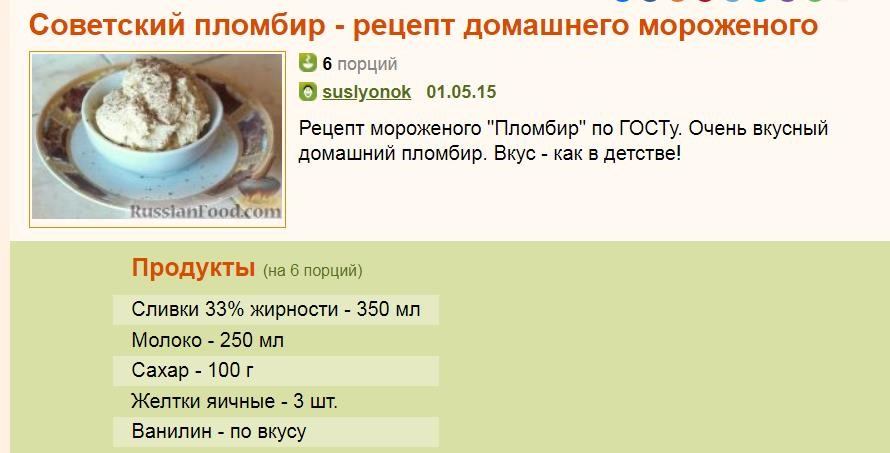 Советский пломбир - рецепт домашнего мороженого
6 порций
suslyonok 01.05.15
Рецепт мороженого "Пломбир" по ГОСТу. Очень вкусный
домашний пломбир. Вкус - как в детстве!
RussianFood.com
Продукты (на 6 порций)
Сливки 33% жирности - 350 мл
Молоко - 250 мл
Сахар - 100 г
Желтки яичные - 3 шт.
Ванилин - по вкусу